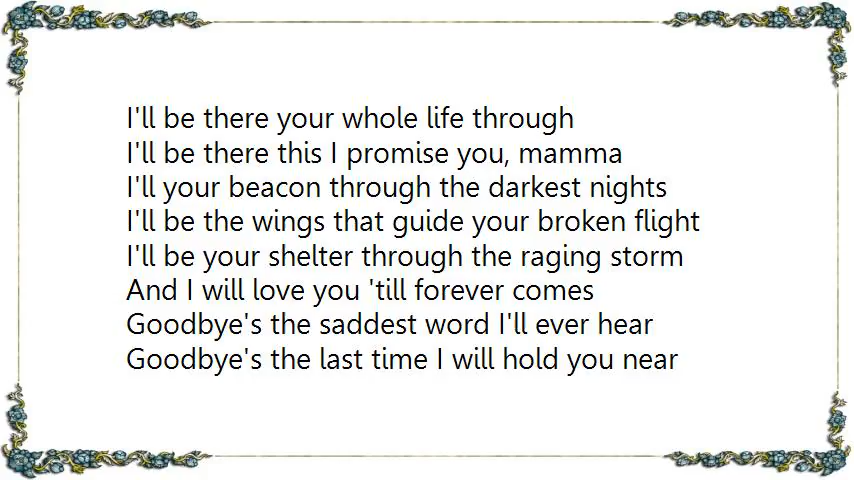 I'll be there your whole life through
I'll be there this I promise you, mamma
I'll your beacon through the darkest nights
I'll be the wings that guide your broken flight
I'll be your shelter through the raging storm
And I will love you 'till forever comes
Goodbye's the saddest word I'll ever hear
Goodbye's the last time I will hold you near